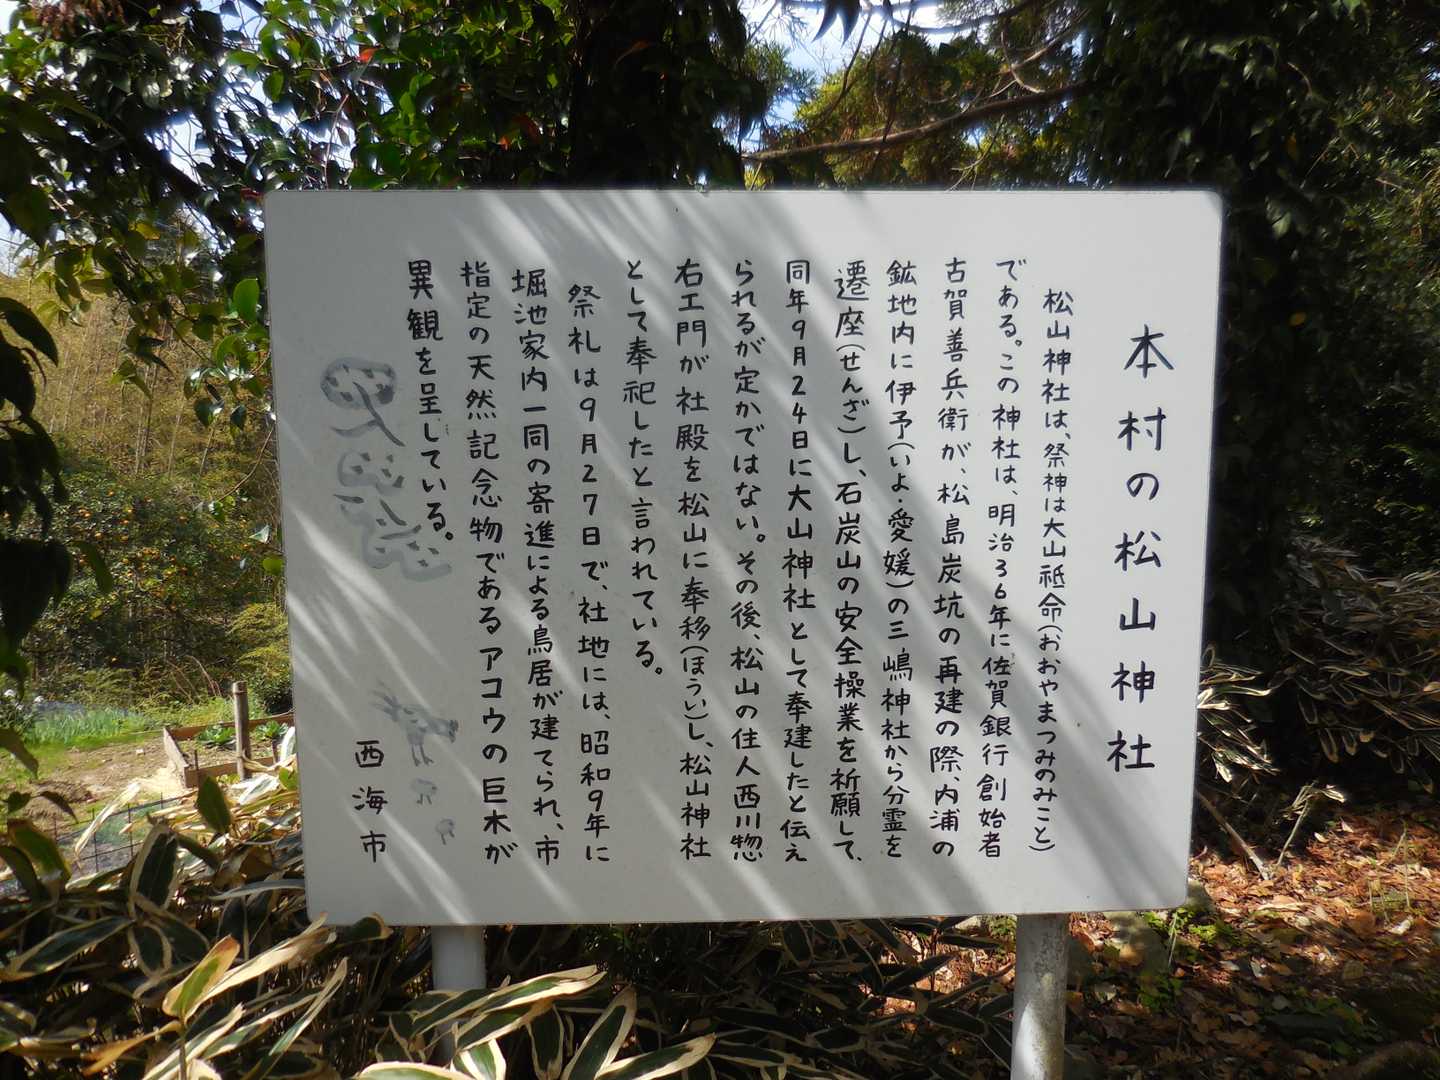 本村の松山神社
松山神社は、祭神は大山祗命(おおやまつみのみこと)
である。この神社は、明治36年に佐賀銀行創始者
古賀善兵衛が、松島炭坑の再建の際、内浦の
鉱地内に伊予(いよ・愛媛)の三嶋神社から分霊を
遷座(せんざ)し、石炭山の安全操業を祈願して、
同年9月24日に大山神社として奉建したと伝え
られるが定かではない。その後、松山の住人西川惣
右エ門が社殿を松山に奉移(ほうい)し、松山神社
として奉祀したと言われている。
祭礼は9月27日で、社地には、昭和9年に
堀池家内一同の寄進による鳥居が建てられ、市
指定の天然記念物であるアコウの巨木が
異観を呈している。
西海市